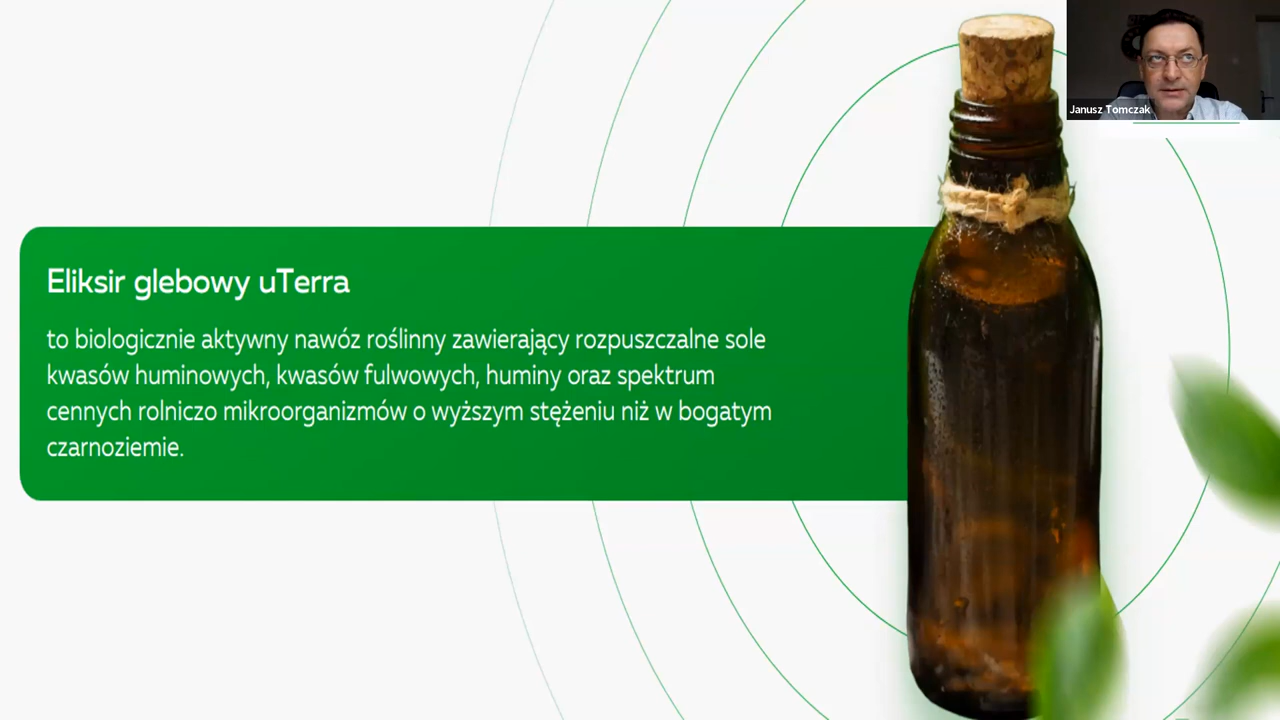 Janusz Tomczak
Eliksir glebowy uTerra
to biologicznie aktywny nawóz roślinny zawierający rozpuszczalne sole
kwasów huminowych, kwasów fulwowych, huminy oraz spektrum
cennych rolniczo mikroorganizmów o wyższym stężeniu niż w bogatym
czarnoziemie.